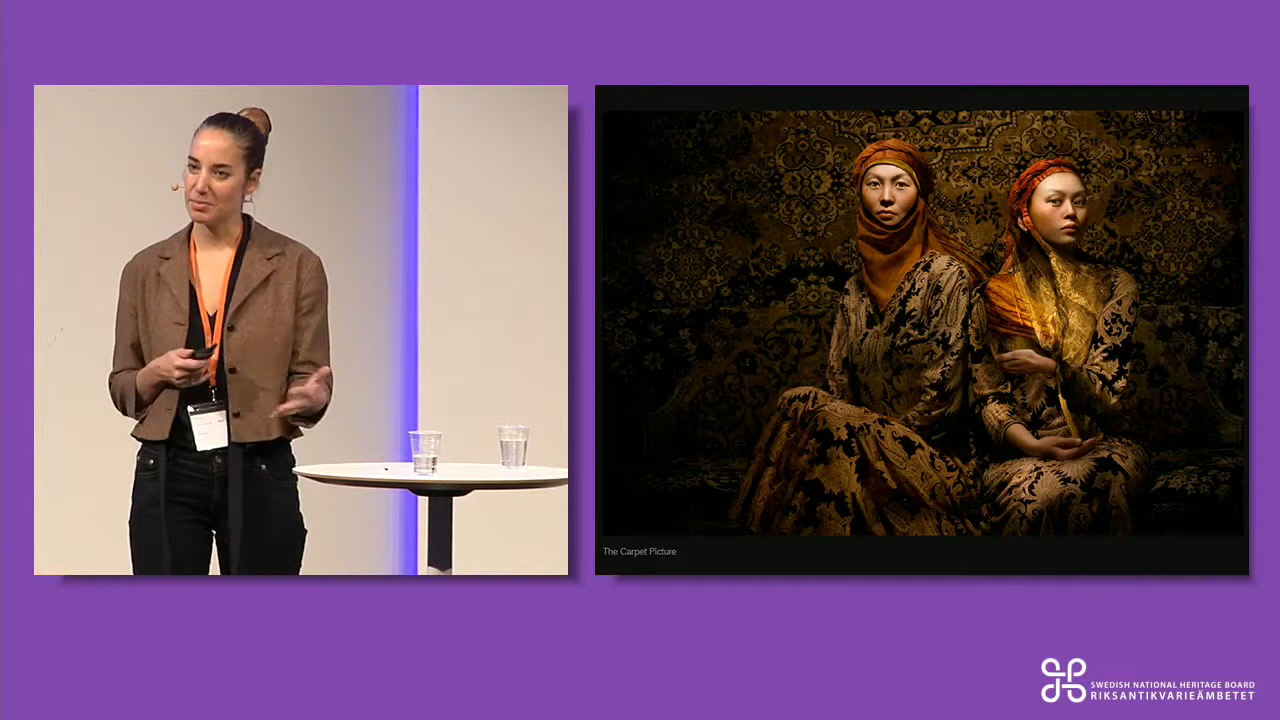 The Carpet Picture
SWEDISH NATIONAL HERITAGE BOARD
RIKSANTIKVARIEÄMBETET